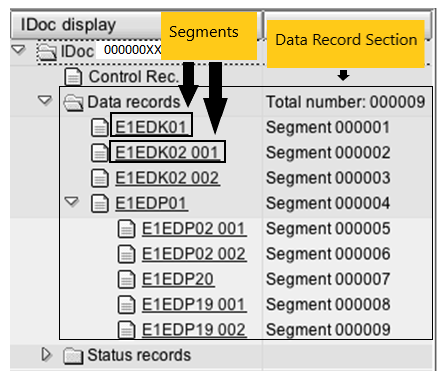 IDoc display
Segments
Data Record Section
IDoc 000000XX
Control Rec.
Data records Total number: 000009
E1EDK01 Segment 000001
E1EDK02 001 Segment 000002
E1EDK02 002 Segment 000003
E1EDP01 Segment 000004
E1EDP02 001 Segment 000005
E1EDP02 002 Segment 000006
E1EDP20 Segment 000007
E1EDP19 001 Segment 000008
E1EDP19 002 Segment 000009
Status records